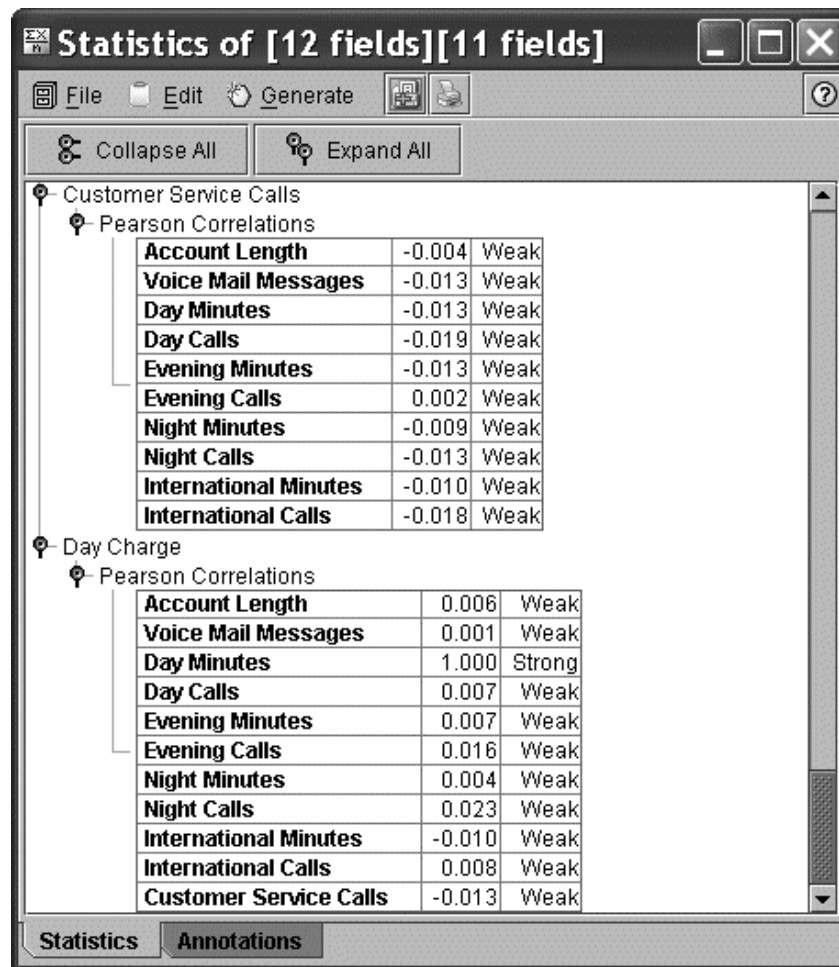 Statistics of [12 fields][11 fields]
File Edit Generate
Collapse All Expand All
Customer Service Calls
Pearson Correlations
Account Length -0.004 Weak
Voice Mail Messages -0.013 Weak
Day Minutes -0.013 Weak
Day Calls -0.019 Weak
Evening Minutes -0.013 Weak
Evening Calls 0.002 Weak
Night Minutes -0.009 Weak
Night Calls -0.013 Weak
International Minutes -0.010 Weak
International Calls -0.018 Weak
Day Charge
Pearson Correlations
Account Length 0.006 Weak
Voice Mail Messages 0.001 Weak
Day Minutes 1.000 Strong
Day Calls 0.007 Weak
Evening Minutes 0.007 Weak
Evening Calls 0.016 Weak
Night Minutes 0.004 Weak
Night Calls 0.023 Weak
International Minutes -0.010 Weak
International Calls 0.008 Weak
Customer Service Calls -0.013 Weak
Statistics Annotations